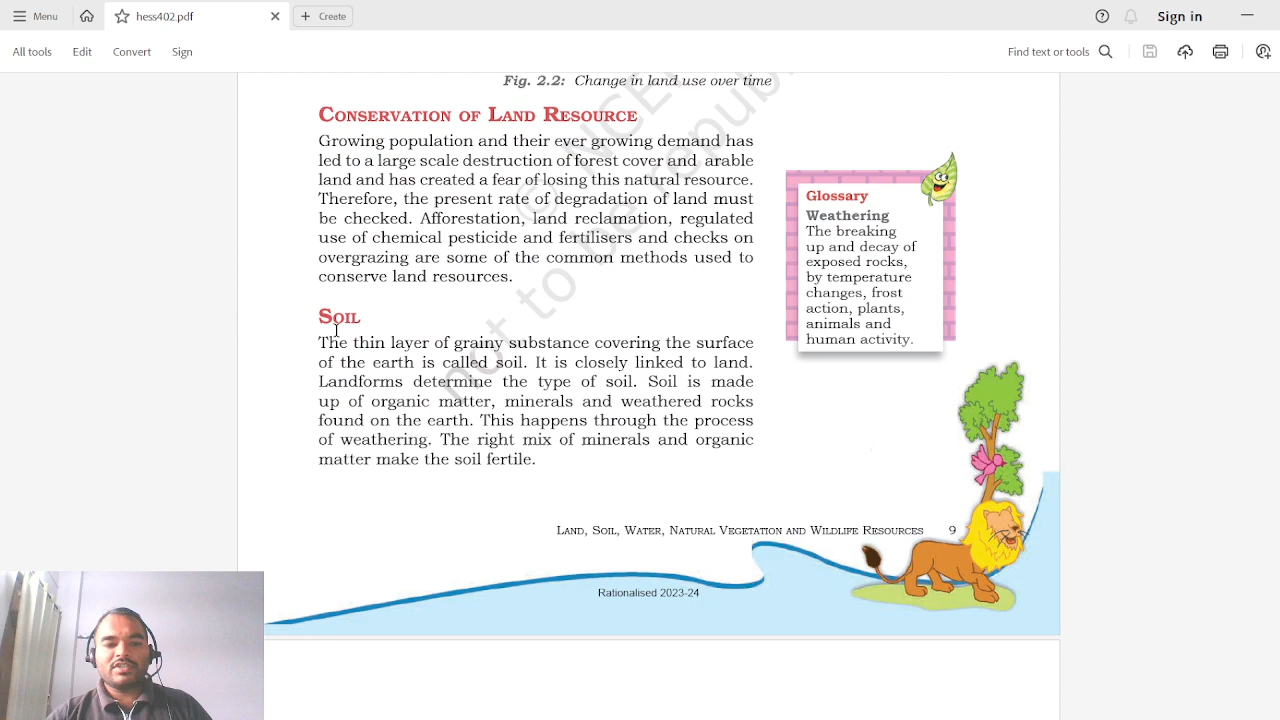 Menu
hess402.pdf
Create
Sign in
All tools
Edit
Convert
Sign
Find text or tools
Fig. 2.2: Change in land use over time
CONSERVATION OF LAND RESOURCE
Growing population and their ever growing demand has
led to a large scale destruction of forest cover and arable
land and has created a fear of losing this natural resource.
Therefore, the present rate of degradation of land must
be checked. Afforestation, land reclamation, regulated
use of chemical pesticide and fertilisers and checks on
overgrazing are some of the common methods used to
conserve land resources.
SOIL
The thin layer of grainy substance covering the surface
of the earth is called soil. It is closely linked to land.
Landforms determine the type of soil. Soil is made
up of organic matter, minerals and weathered rocks
found on the earth. This happens through the process
of weathering. The right mix of minerals and organic
matter make the soil fertile.
Glossary
Weathering
The breaking
up and decay of
exposed rocks,
by temperature
changes, frost
action, plants,
animals and
human activity.
© NCE
not to be republ
LAND, SOIL, WATER, NATURAL VEGETATION AND WILDLIFE RESOURCES 9
Rationalised 2023-24